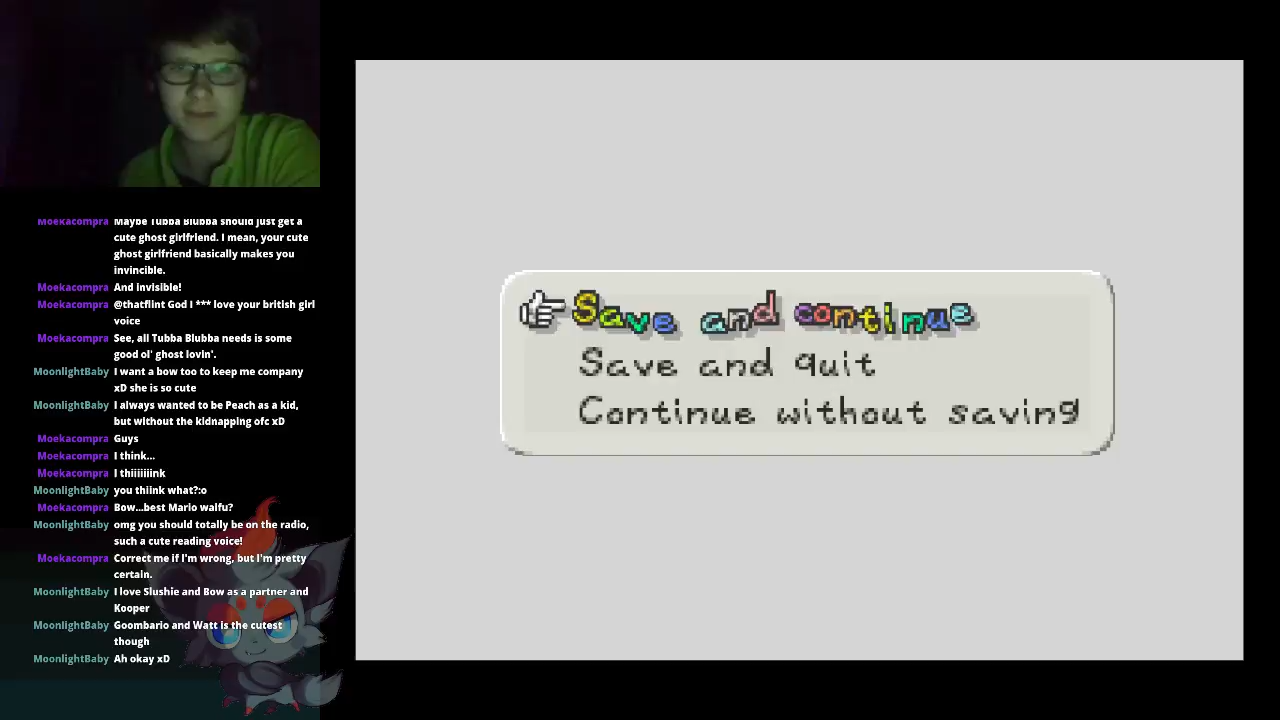 Moekacompra Maybe Tubba Blubba should just get a
cute ghost girlfriend. I mean, your cute
ghost girlfriend basically makes you
invincible.
Moekacompra And invisible!
Moekacompra @thatflint God I *** love your british girl
voice
Moekacompra See, all Tubba Blubba needs is some
good ol' ghost lovin'.
MoonlightBaby I want a bow too to keep me company
xD she is so cute
MoonlightBaby I always wanted to be Peach as a kid,
but without the kidnapping ofc xD
Moekacompra Guys
Moekacompra I think...
Moekacompra I thiiiiiiink
MoonlightBaby you thiink what?:o
Moekacompra Bow...best Mario waifu?
MoonlightBaby omg you should totally be on the radio,
such a cute reading voice!
Moekacompra Correct me if I'm wrong, but I'm pretty
certain.
MoonlightBaby I love Slushie and Bow as a partner and
Kooper
MoonlightBaby Goombario and Watt is the cutest
though
MoonlightBaby Ah okay xD
Save and continue
Save and quit
Continue without saving